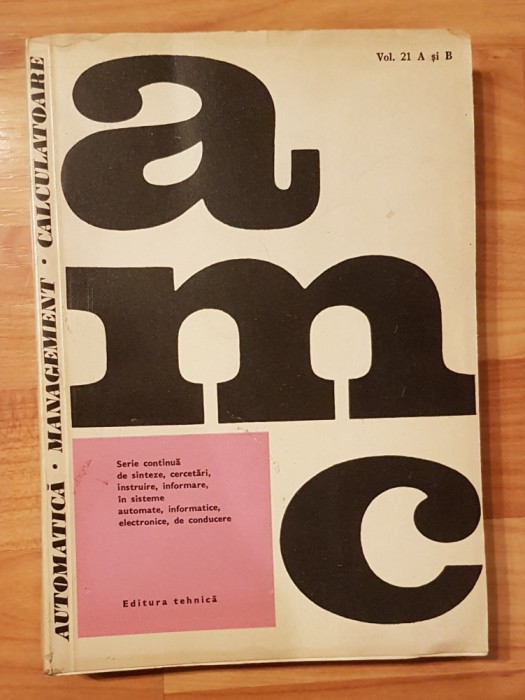 Vol. 21 A și B
a
m
c
AUTOMATICĂ · MANAGEMENT · CALCULATOARE
Serie continuă
de sinteze, cercetări,
instruire, informare,
în sisteme
automate, informatice,
electronice, de conducere
Editura tehnică